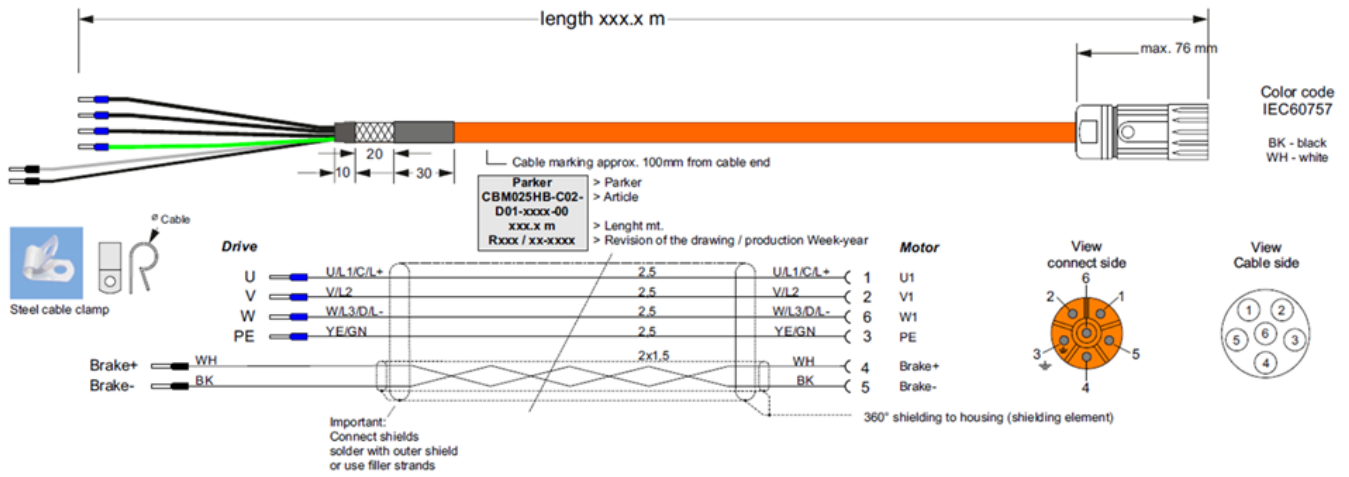 length xxx.x m
max. 76 mm
Color code
IEC60757
BK - black
WH - white
20
10
30
Cable marking approx. 100mm from cable end
Parker > Parker
CBM025HB-C02- > Article
D01-xxxx-00
xxx.x m > Lenght mt.
Rxxx / xx-xxxx > Revision of the drawing / production Week-year
ø Cable
Steel cable clamp
Drive
Motor
U U/L1/C/L+ 2,5 U/L1/C/L+ 1 U1
V V/L2 2,5 V/L2 2 V1
W W/L3/D/L- 2,5 W/L3/D/L- 6 W1
PE YE/GN 2,5 YE/GN 3 PE
Brake+ WH 2x1,5 WH 4 Brake+
Brake- BK BK 5 Brake-
View
connect side
6
2 1
3 5
4
View
Cable side
1 2
5 6 3
4
Important:
Connect shields
solder with outer shield
or use filler strands
360° shielding to housing (shielding element)